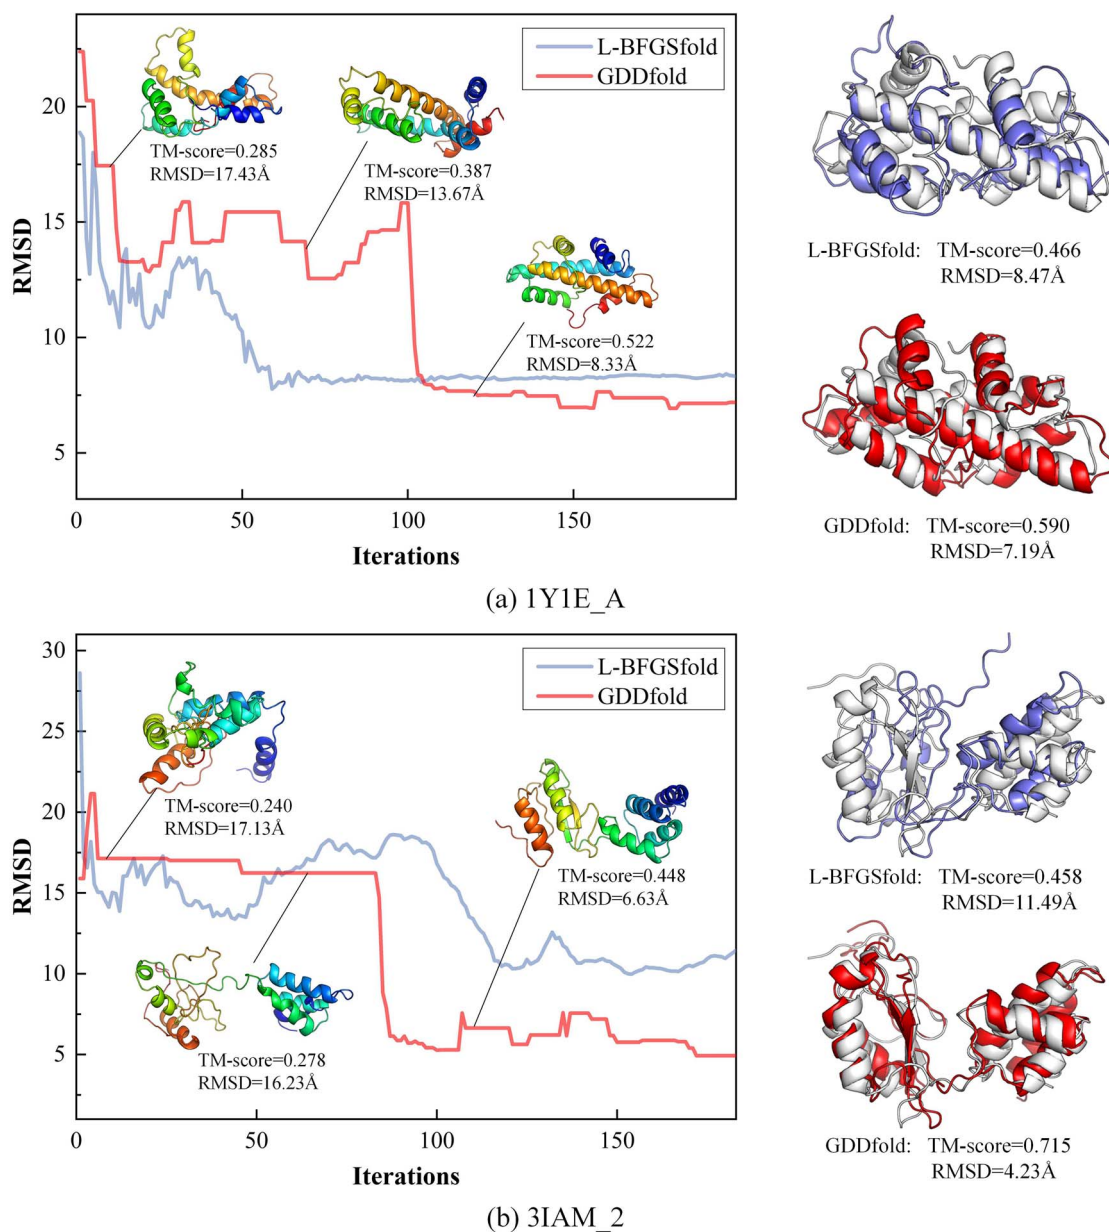 L-BFGSfold
GDDfold
20
15
10
5
RMSD
TM-score=0.285
RMSD=17.43Å
TM-score=0.387
RMSD=13.67Å
TM-score=0.522
RMSD=8.33Å
0
50
100
150
Iterations
L-BFGSfold: TM-score=0.466
RMSD=8.47Å
GDDfold: TM-score=0.590
RMSD=7.19Å
(a) 1Y1E_A
L-BFGSfold
GDDfold
30
25
20
15
10
5
RMSD
TM-score=0.240
RMSD=17.13Å
TM-score=0.448
RMSD=6.63Å
TM-score=0.278
RMSD=16.23Å
0
50
100
150
Iterations
L-BFGSfold: TM-score=0.458
RMSD=11.49Å
GDDfold: TM-score=0.715
RMSD=4.23Å
(b) 3IAM_2